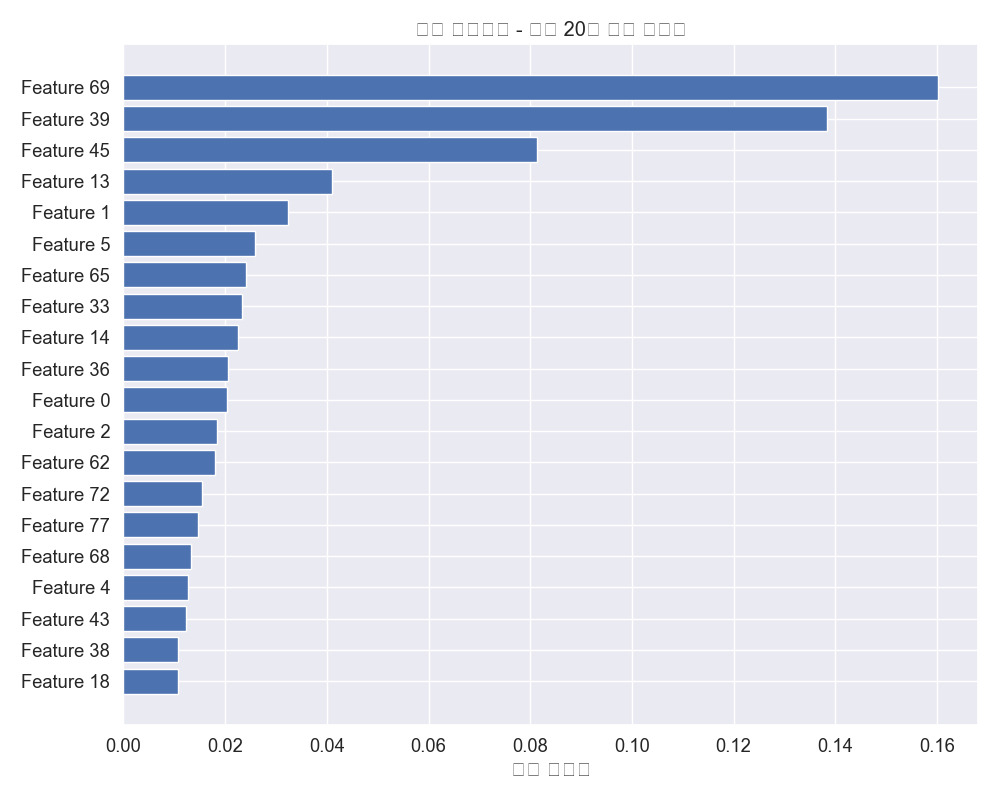 - 20
Feature 69
Feature 39
Feature 45
Feature 13
Feature 1
Feature 5
Feature 65
Feature 33
Feature 14
Feature 36
Feature 0
Feature 2
Feature 62
Feature 72
Feature 77
Feature 68
Feature 4
Feature 43
Feature 38
Feature 18
0.00 0.02 0.04 0.06 0.08 0.10 0.12 0.14 0.16